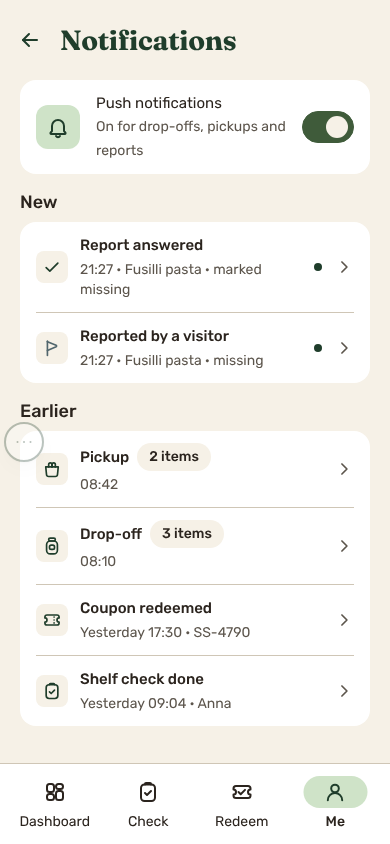 Notifications
Push notifications
On for drop-offs, pickups and
reports
New
Report answered
21:27 • Fusilli pasta • marked
missing
Reported by a visitor
21:27 • Fusilli pasta • missing
Earlier
Pickup 2 items
08:42
Drop-off 3 items
08:10
Coupon redeemed
Yesterday 17:30 • SS-4790
Shelf check done
Yesterday 09:04 • Anna
Dashboard Check Redeem Me